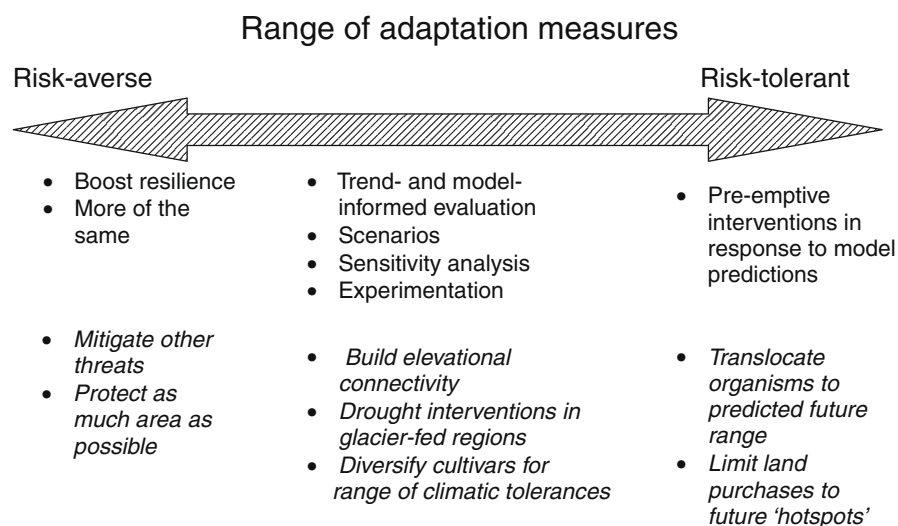 Range of adaptation measures
Risk-averse
Risk-tolerant
• Boost resilience
• More of the
same
• Trend- and model-
informed evaluation
• Scenarios
• Sensitivity analysis
• Experimentation
• Pre-emptive
interventions in
response to model
predictions
• Mitigate other
threats
• Protect as
much area as
possible
• Build elevational
connectivity
• Drought interventions in
glacier-fed regions
• Diversify cultivars for
range of climatic tolerances
• Translocate
organisms to
predicted future
range
• Limit land
purchases to
future 'hotspots'